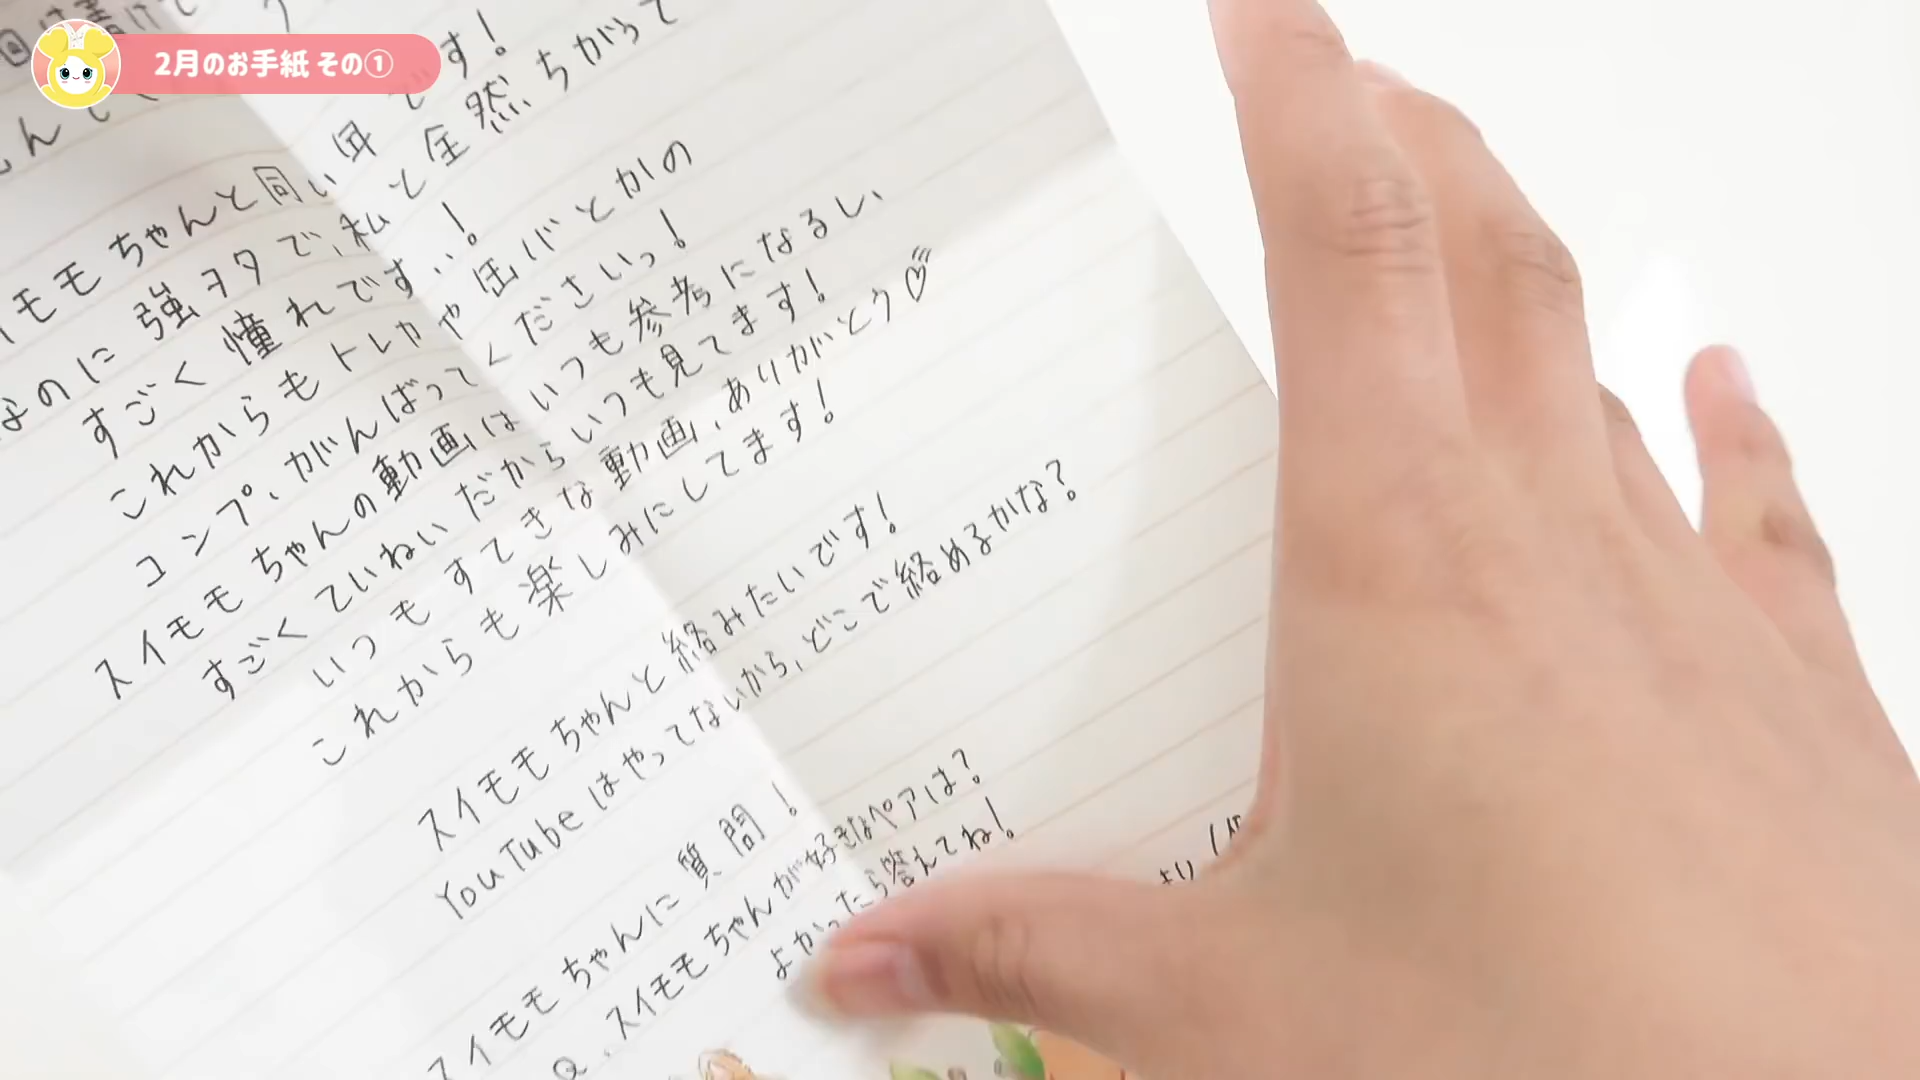 2月のお手紙 その①
は着けて
んで
イモモちゃんと同い年です！
なのに強ヲタで、私と全然ちがって
すごく憧れです…！
これからもトレカや缶バとかの
コンプ、がんばってくださいっ！
スイモモちゃんの動画はいつも参考になるし、
すごくていねいだからいつも見てます！
いつもすてきな動画、ありがとう♡
これからも楽しみにしてます！
スイモモちゃんと絡みたいです！
YouTubeはやってないから、どこで絡めるかな？
スイモモちゃんに質問！
Q.スイモモちゃんが好きなペアは？
よかったら答えてね！
より